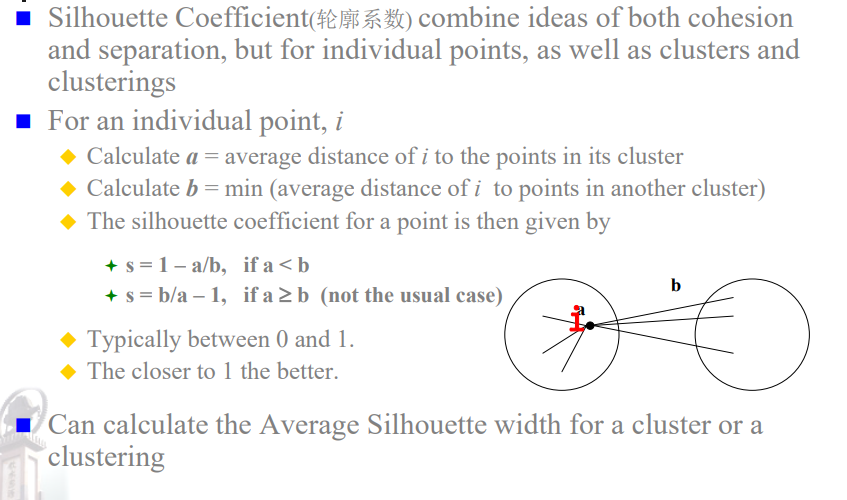 Silhouette Coefficient(轮廓系数) combine ideas of both cohesion
and separation, but for individual points, as well as clusters and
clusterings
For an individual point, i
Calculate a = average distance of i to the points in its cluster
Calculate b = min (average distance of i to points in another cluster)
The silhouette coefficient for a point is then given by
s = 1 – a/b, if a < b
s = b/a – 1, if a ≥ b (not the usual case)
b
a
i
Typically between 0 and 1.
The closer to 1 the better.
Can calculate the Average Silhouette width for a cluster or a
clustering